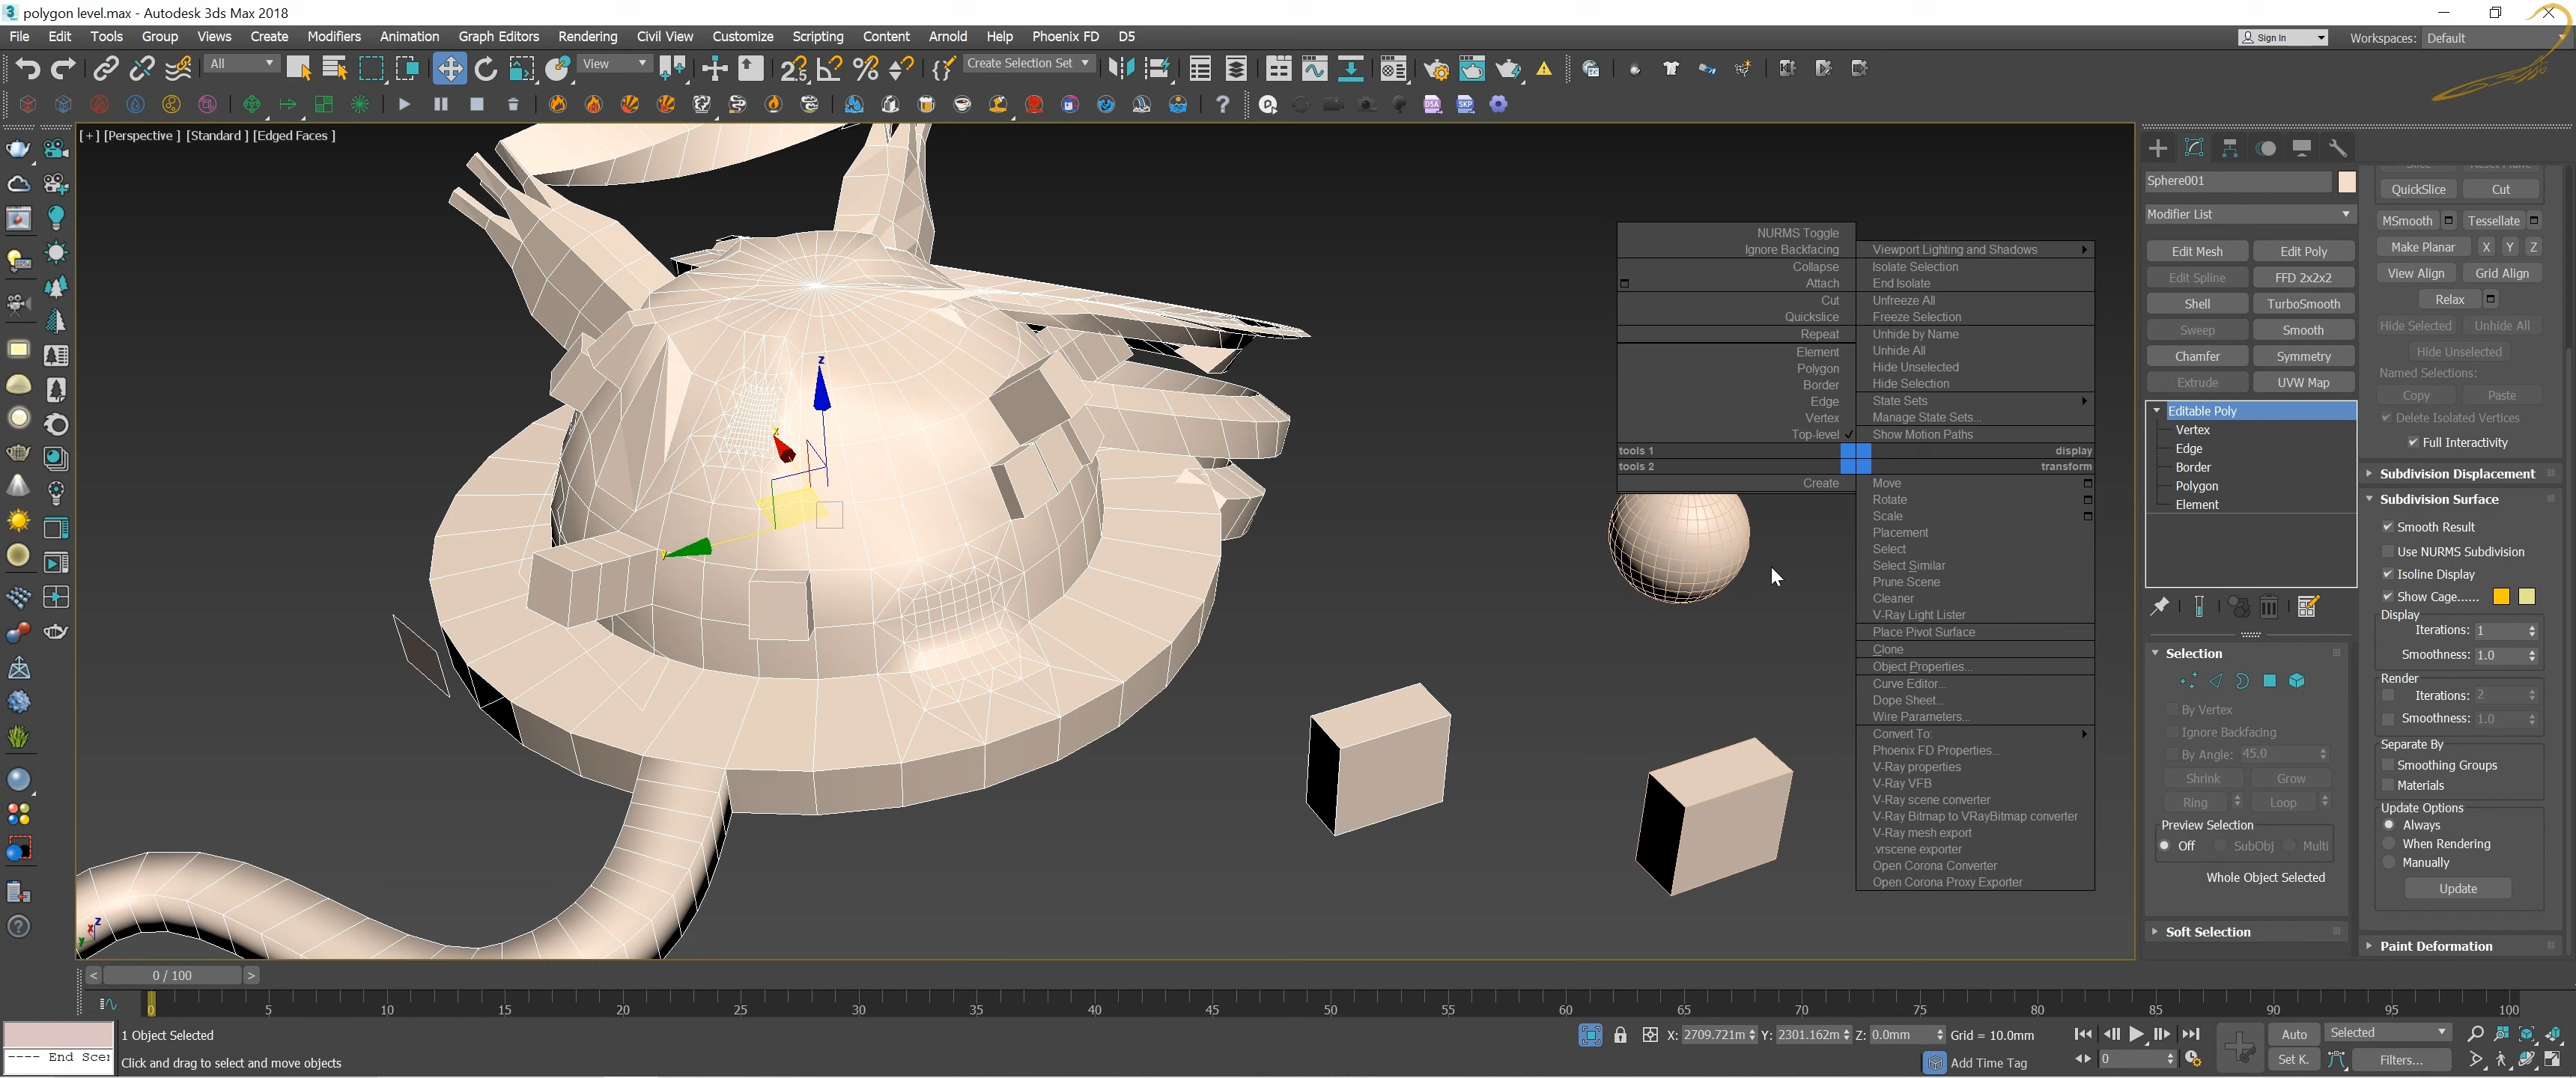 polygon level.max - Autodesk 3ds Max 2018
File Edit Tools Group Views Create Modifiers Animation Graph Editors Rendering Civil View Customize Scripting Content Arnold Help Phoenix FD D5
Sign In
Workspaces: Default
All
View
Create Selection Set
[+] [Perspective ] [Standard ] [Edged Faces ]
NURMS Toggle
Ignore Backfacing
Collapse
Attach
Cut
Quickslice
Repeat
Element
Polygon
Border
Edge
Vertex
Top-level
tools 1
tools 2
Create
Viewport Lighting and Shadows
Isolate Selection
End Isolate
Unfreeze All
Freeze Selection
Unhide by Name
Unhide All
Hide Unselected
Hide Selection
State Sets
Manage State Sets...
Show Motion Paths
display
transform
Move
Rotate
Scale
Placement
Select
Select Similar
Prune Scene
Cleaner
V-Ray Light Lister
Place Pivot Surface
Clone
Object Properties...
Curve Editor...
Dope Sheet...
Wire Parameters...
Convert To:
Phoenix FD Properties...
V-Ray properties
V-Ray VFB
V-Ray scene converter
V-Ray Bitmap to VRayBitmap converter
V-Ray mesh export
.vrscene exporter
Open Corona Converter
Open Corona Proxy Exporter
z
x
y
z
x
y
Sphere001
Modifier List
Edit Mesh Edit Poly
Edit Spline FFD 2x2x2
Shell TurboSmooth
Sweep Smooth
Chamfer Symmetry
Extrude UVW Map
Editable Poly
Vertex
Edge
Border
Polygon
Element
Selection
By Vertex
Ignore Backfacing
By Angle: 45.0
Shrink Grow
Ring Loop
Preview Selection
Off SubObj Multi
Whole Object Selected
Soft Selection
QuickSlice Cut
MSmooth Tessellate
Make Planar X Y Z
View Align Grid Align
Relax
Hide Selected Unhide All
Hide Unselected
Named Selections:
Copy Paste
Delete Isolated Vertices
Full Interactivity
Subdivision Displacement
Subdivision Surface
Smooth Result
Use NURMS Subdivision
Isoline Display
Show Cage......
Display
Iterations: 1
Smoothness: 1.0
Render
Iterations: 2
Smoothness: 1.0
Separate By
Smoothing Groups
Materials
Update Options
Always
When Rendering
Manually
Update
Paint Deformation
< 0 / 100 >
0 5 10 15 20 25 30 35 40 45 50 55 60 65 70 75 80 85 90 95 100
1 Object Selected
X: 2709.721m Y: 2301.162m Z: 0.0mm Grid = 10.0mm
Auto Selected
---- End Scer
Click and drag to select and move objects
Add Time Tag
0
Set K. Filters...